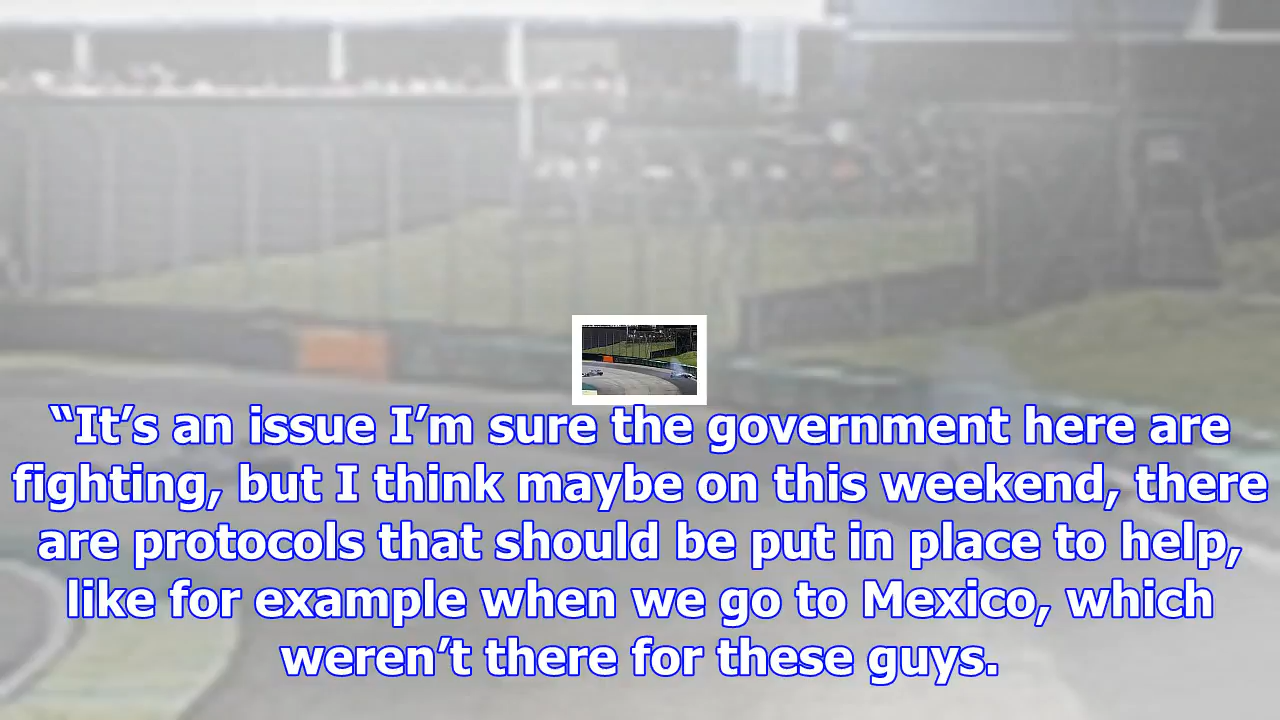 “It’s an issue I’m sure the government here are
fighting, but I think maybe on this weekend, there
are protocols that should be put in place to help,
like for example when we go to Mexico, which
weren’t there for these guys.